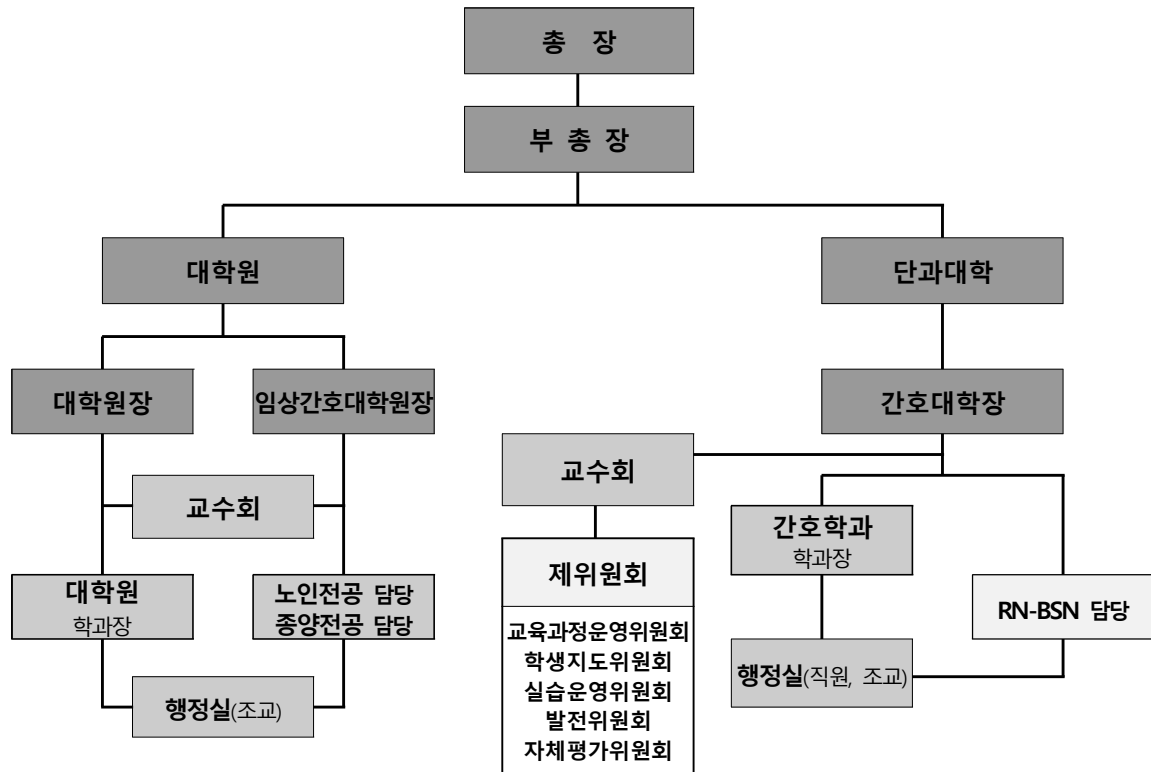 총 장
부 총 장
대학원
단과대학
대학원장
임상간호대학원장
간호대학장
교수회
교수회
간호학과
학과장
제위원회
대학원
학과장
노인전공 담당
종양전공 담당
RN-BSN 담당
교육과정운영위원회
학생지도위원회
실습운영위원회
발전위원회
자체평가위원회
행정실(직원, 조교)
행정실(조교)